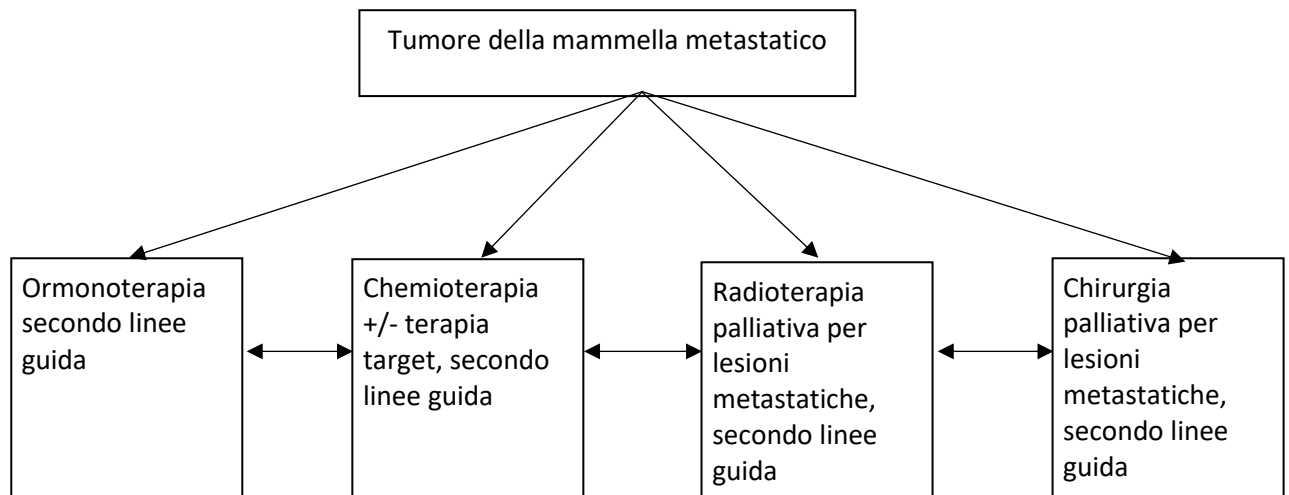 Tumore della mammella metastatico
Ormonoterapia
secondo linee
guida
Chemioterapia
+/- terapia
target, secondo
linee guida
Radioterapia
palliativa per
lesioni
metastatiche,
secondo linee
guida
Chirurgia
palliativa per
lesioni
metastatiche,
secondo linee
guida